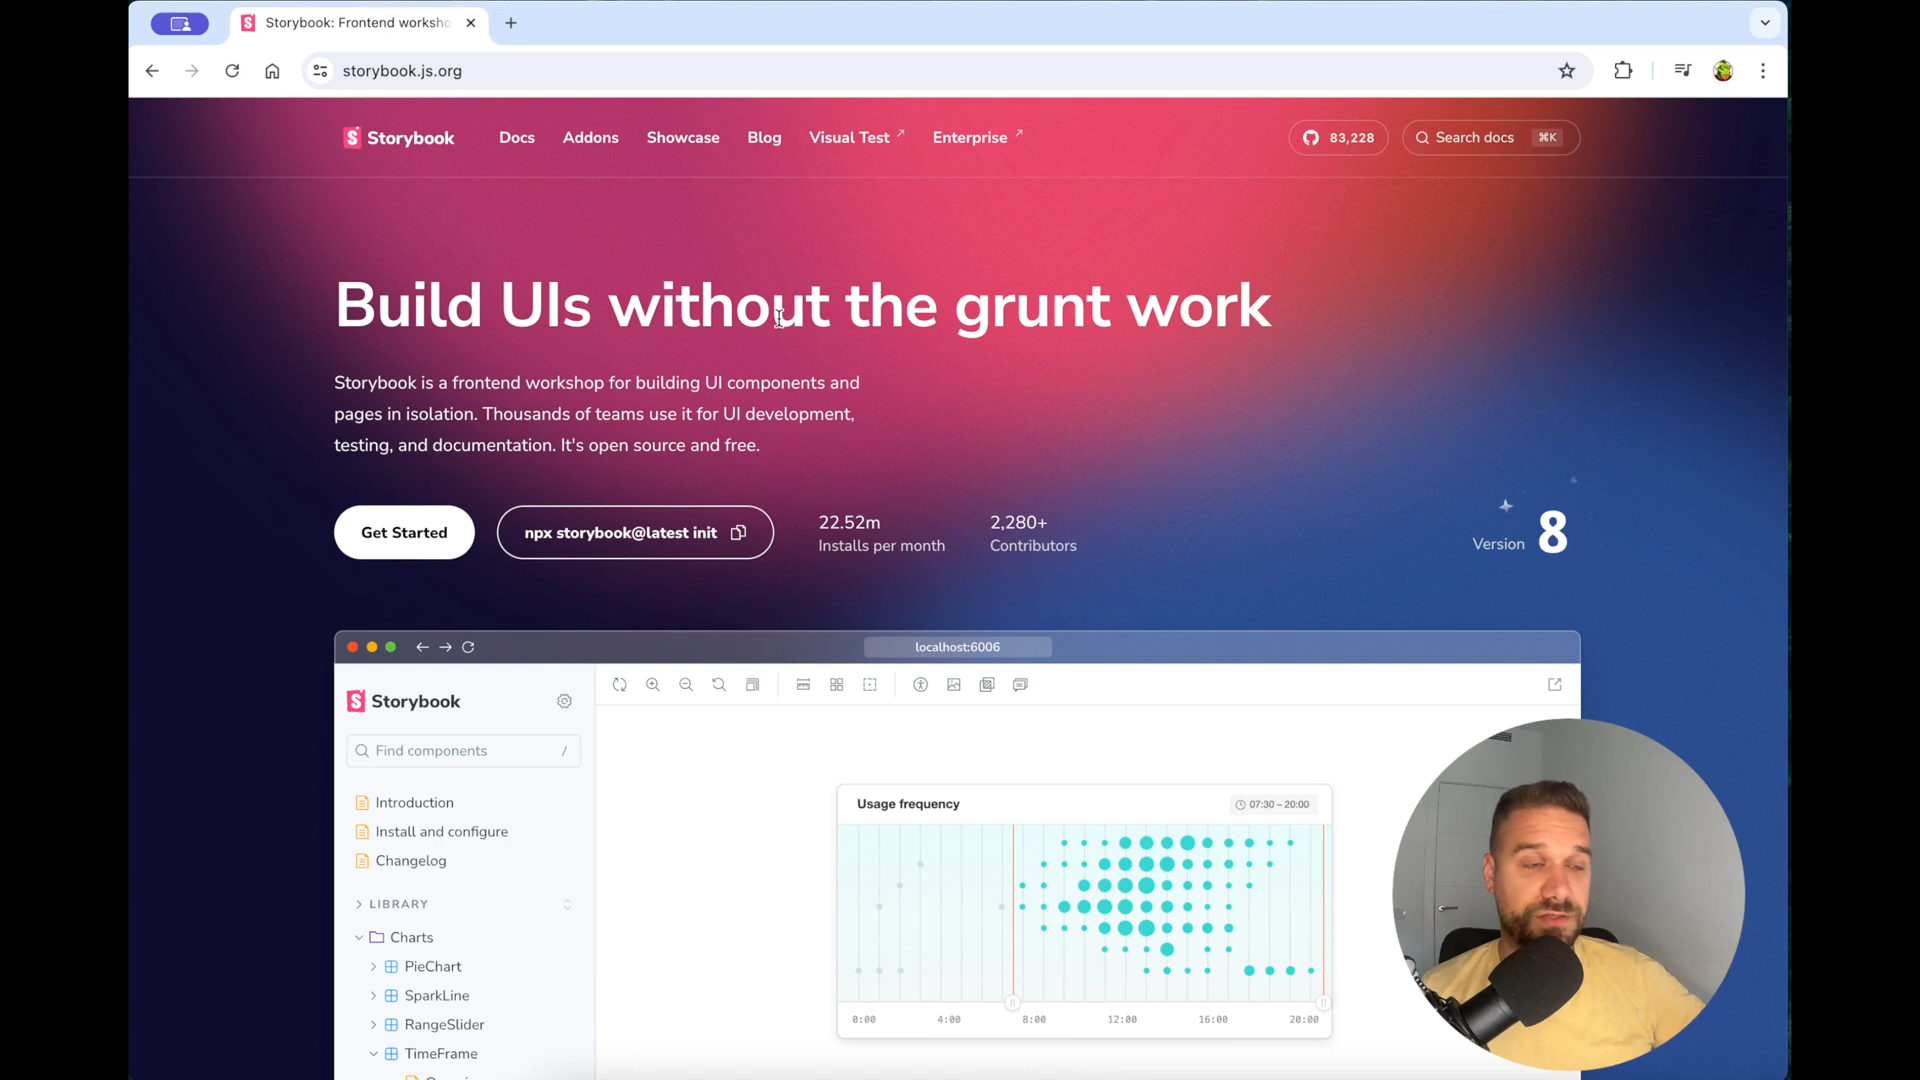 Storybook: Frontend worksho
storybook.js.org
Storybook
Docs
Addons
Showcase
Blog
Visual Test
Enterprise
83,228
Search docs
⌘K
Build UIs without the grunt work
Storybook is a frontend workshop for building UI components and
pages in isolation. Thousands of teams use it for UI development,
testing, and documentation. It's open source and free.
Get Started
npx storybook@latest init
22.52m
Installs per month
2,280+
Contributors
Version 8
localhost:6006
Storybook
Find components /
Introduction
Install and configure
Changelog
LIBRARY
Charts
PieChart
SparkLine
RangeSlider
TimeFrame
Usage frequency
07:30 – 20:00
0:00 4:00 8:00 12:00 16:00 20:00